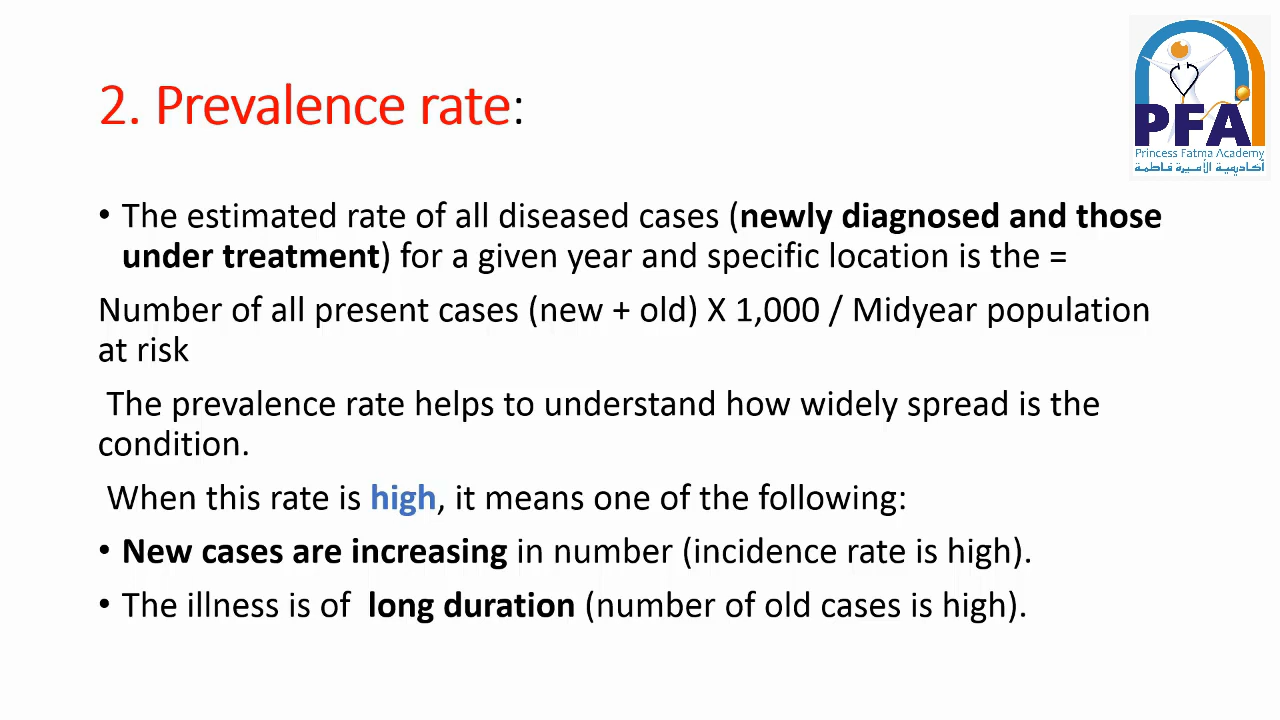 2. Prevalence rate:
PFA
Princess Fatma Academy
أكاديمية الأميرة فاطمة
• The estimated rate of all diseased cases (newly diagnosed and those
under treatment) for a given year and specific location is the =
Number of all present cases (new + old) X 1,000 / Midyear population
at risk
The prevalence rate helps to understand how widely spread is the
condition.
When this rate is high, it means one of the following:
• New cases are increasing in number (incidence rate is high).
• The illness is of long duration (number of old cases is high).